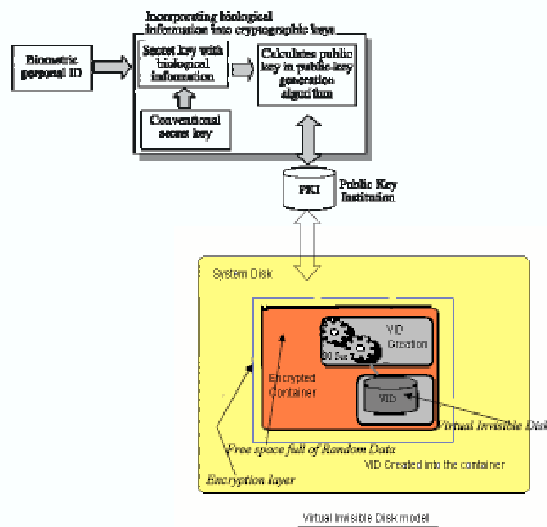 Incorporating biological
information into cryptographic keys
Biometric
personal ID
Secret key with
biological
information
Calculates public
key in public-key
generation
algorithm
Conventional
secret key
PKI
Public Key
Institution
System Disk
VID
Creation
Encrypted
Container
VID
Virtual Invisible Disk
Free space full of Random Data
VID Created into the container
Encryption layer
Virtual Invisible Disk model